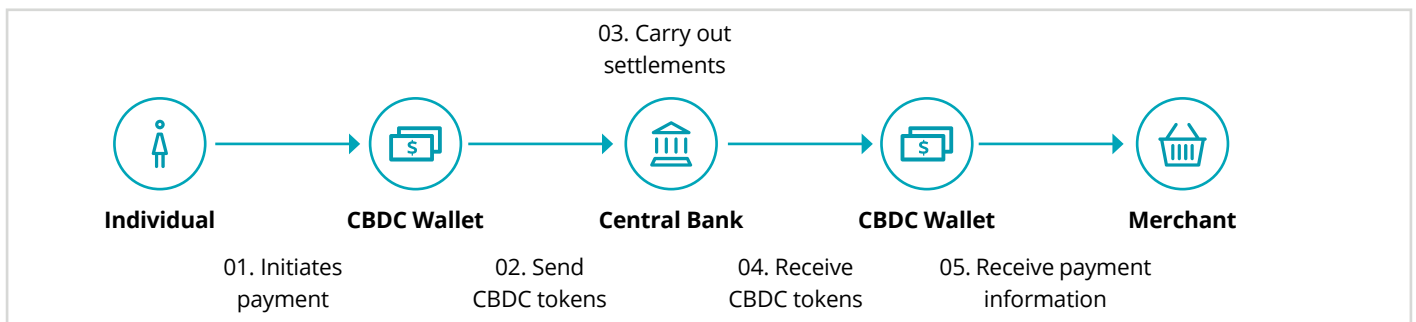 03. Carry out
settlements
$
$
Individual
CBDC Wallet
Central Bank
CBDC Wallet
Merchant
01. Initiates
payment
02. Send
CBDC tokens
04. Receive
CBDC tokens
05. Receive payment
information